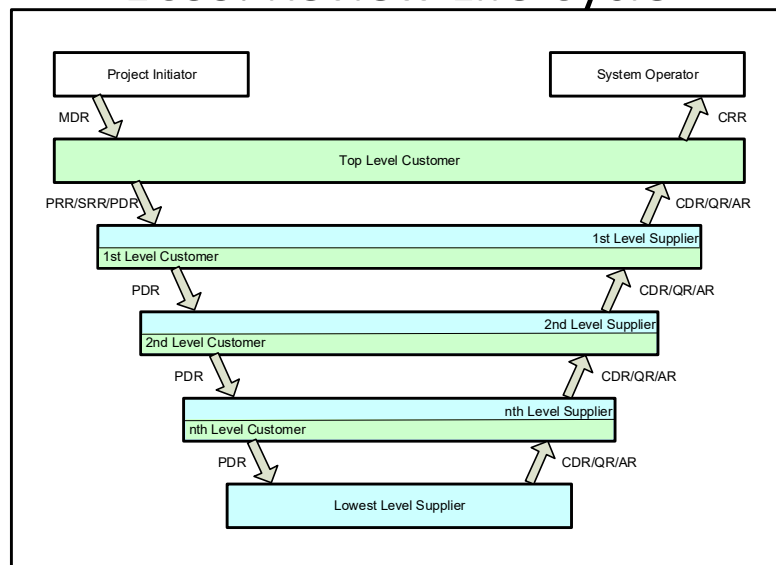 Project Initiator
System Operator
MDR
CRR
Top Level Customer
PRR/SRR/PDR
CDR/QR/AR
1st Level Supplier
1st Level Customer
PDR
CDR/QR/AR
2nd Level Supplier
2nd Level Customer
PDR
CDR/QR/AR
nth Level Supplier
nth Level Customer
PDR
CDR/QR/AR
Lowest Level Supplier